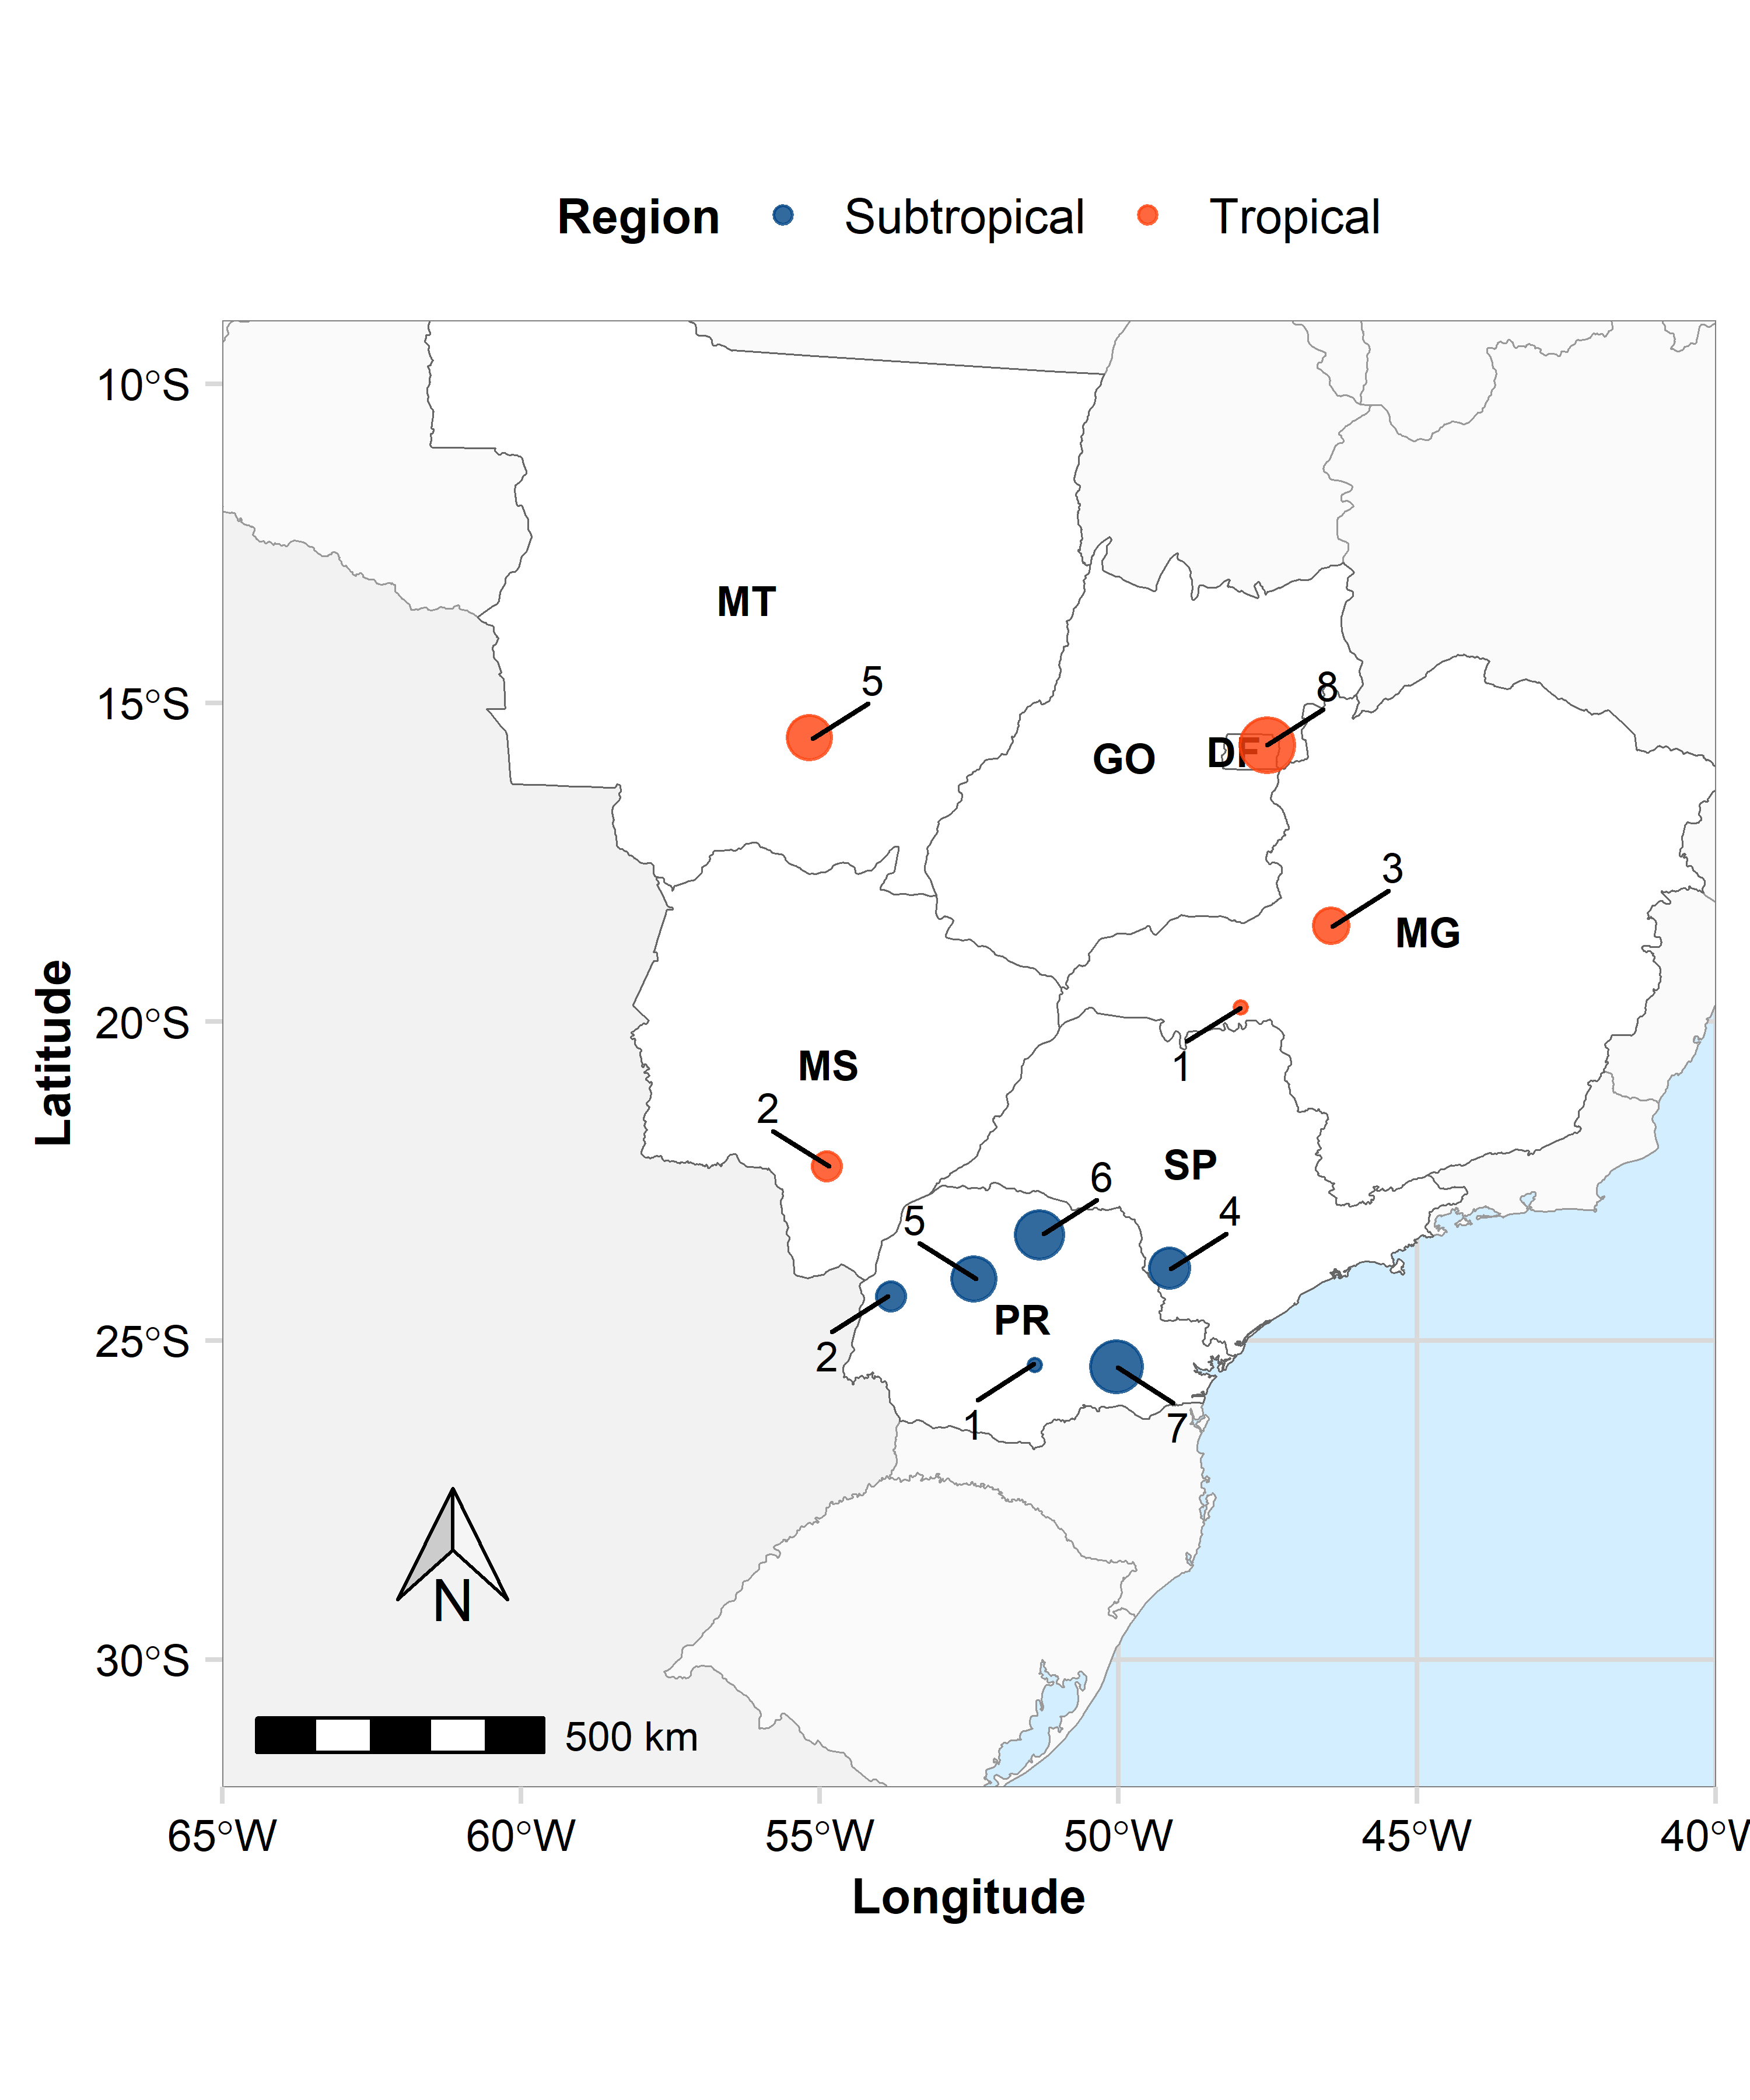 Region Subtropical Tropical
10°S
15°S
20°S
25°S
30°S
Latitude
MT
5
8
GO
DF
3
MG
1
MS
2
SP
6
5
4
2
PR
1
7
N
500 km
65°W 60°W 55°W 50°W 45°W 40°W
Longitude